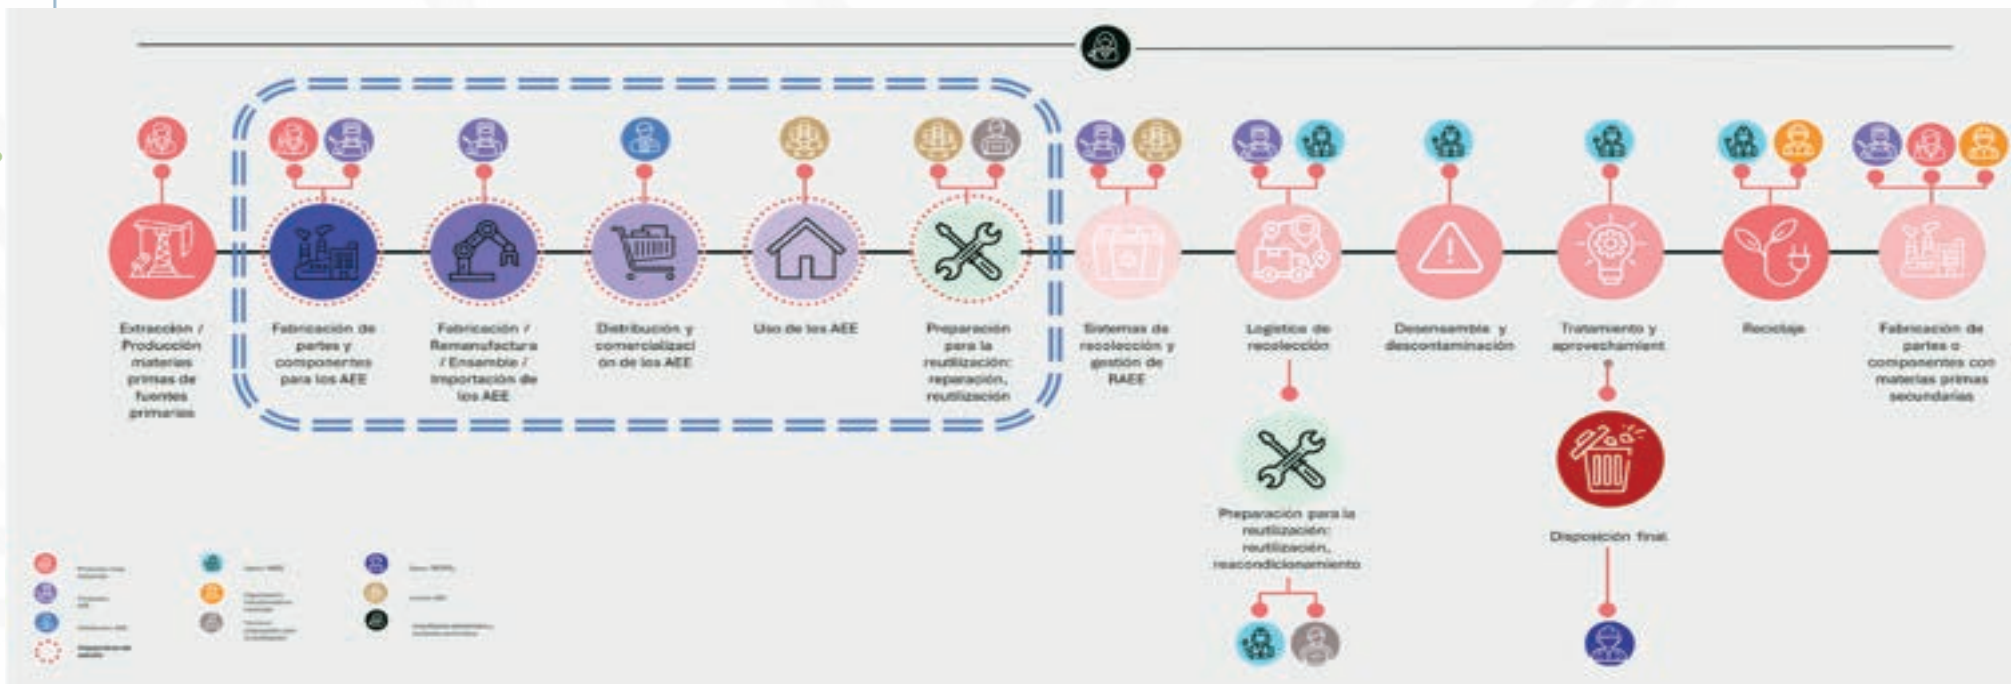 Extracción /
Producción
materias
primas de
fuentes
primarias
Fabricación de
partes y
componentes
para los AEE
Fabricación /
Remanufactura
/ Ensamble /
Importación de
los AEE
Distribución y
comercializaci
ón de los AEE
Uso de los AEE
Preparación
para la
reutilización:
reparación,
reutilización
Sistemas de
recolección y
gestión de
RAEE
Logística de
recolección
Desensamble y
descontaminación
Tratamiento y
aprovechamient
Reciclaje
Fabricación de
partes o
componentes con
materias primas
secundarias
Preparación para la
reutilización:
reutilización,
reacondicionamiento
Disposición final